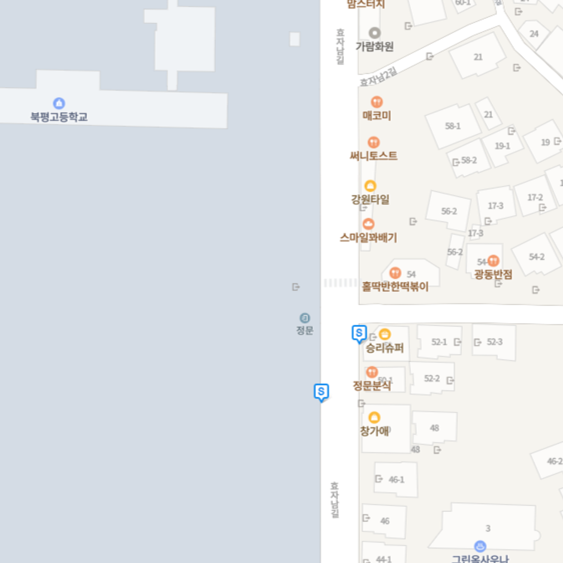 맘스터치
60-1
효자남길
가람화원
24
21
효자남2길
북평고등학교
매코미
58-1
21
써니토스트
58-2
19-1
19
강원타일
56-2
17-3
17-2
스마일꽈배기
17-3
56-2
54-2
광동반점
54
홀딱반한떡볶이
정문
S
승리슈퍼
52-1
52-3
정문분식
52-2
S
창가애
48
48
46-1
46-2
효자남길
46
3
44-1
그린올사우나